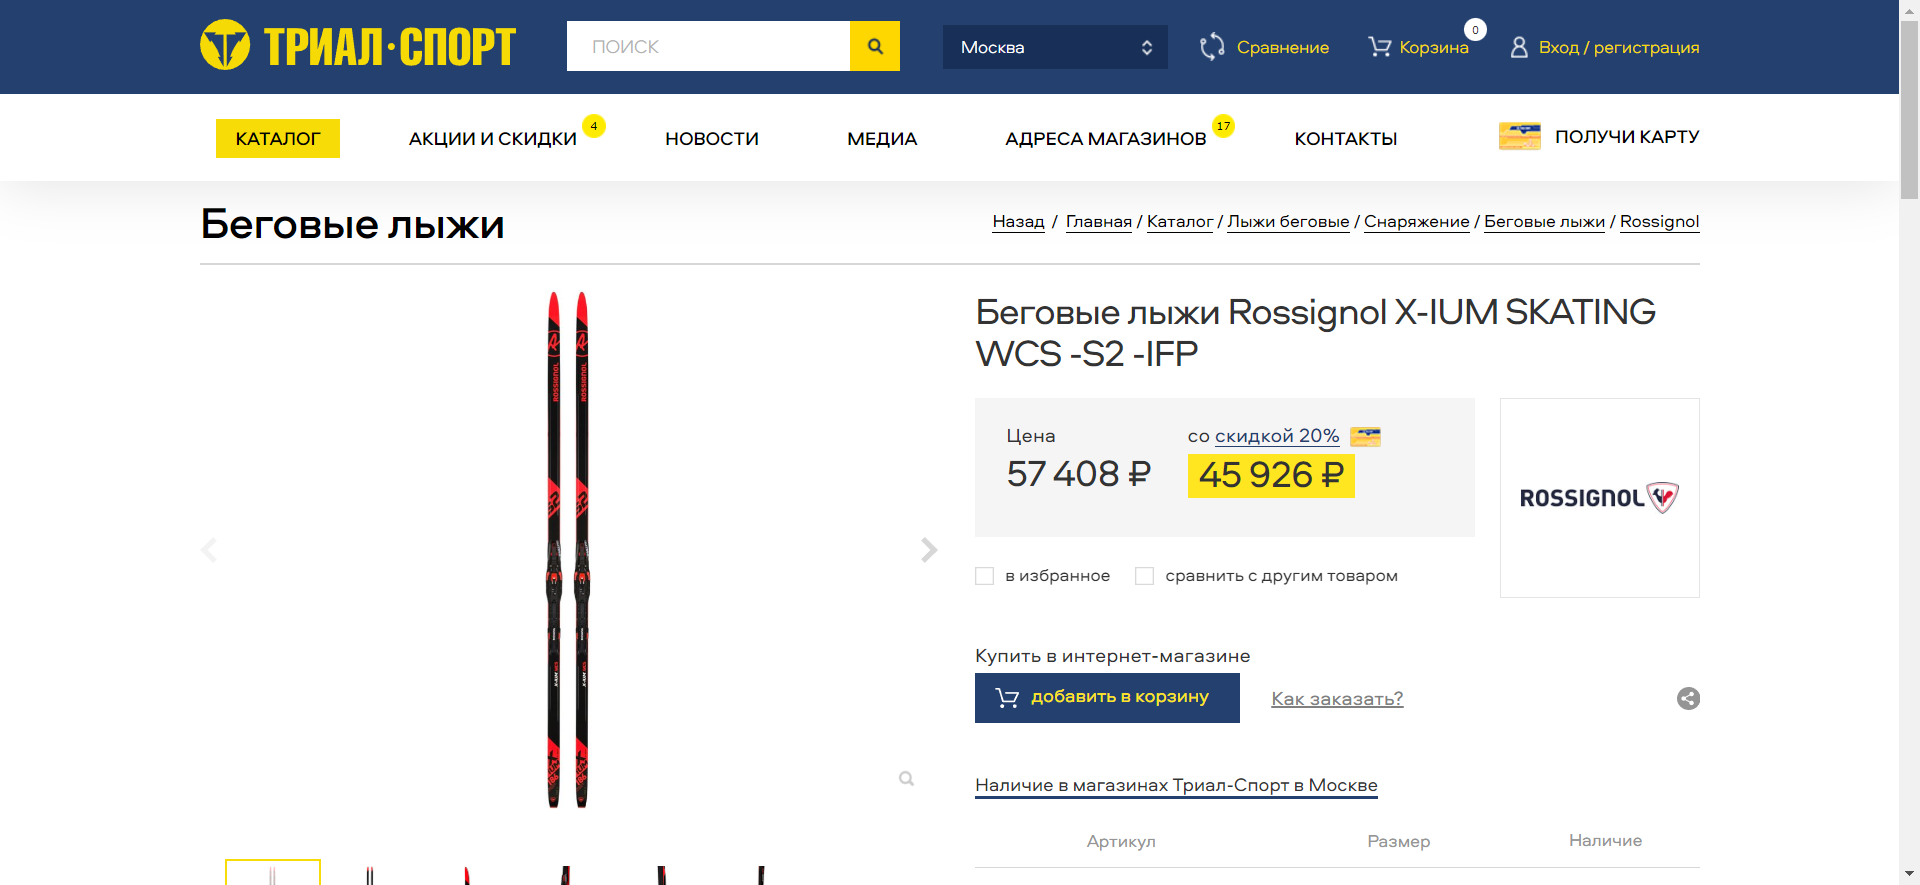 ТРИАЛ·СПОРТ
ПОИСК
Москва
Сравнение
Корзина
0
Вход / регистрация
КАТАЛОГ
АКЦИИ И СКИДКИ
4
НОВОСТИ
МЕДИА
АДРЕСА МАГАЗИНОВ
17
КОНТАКТЫ
ПОЛУЧИ КАРТУ
Беговые лыжи
Назад / Главная / Каталог / Лыжи беговые / Снаряжение / Беговые лыжи / Rossignol
Беговые лыжи Rossignol X-IUM SKATING
WCS -S2 -IFP
Цена
57 408 ₽
со скидкой 20%
45 926 ₽
ROSSIGNOL
ROSSIGNOL
ROSSIGNOL
в избранное
сравнить с другим товаром
Купить в интернет-магазине
добавить в корзину
Как заказать?
Наличие в магазинах Триал-Спорт в Москве
Артикул
Размер
Наличие